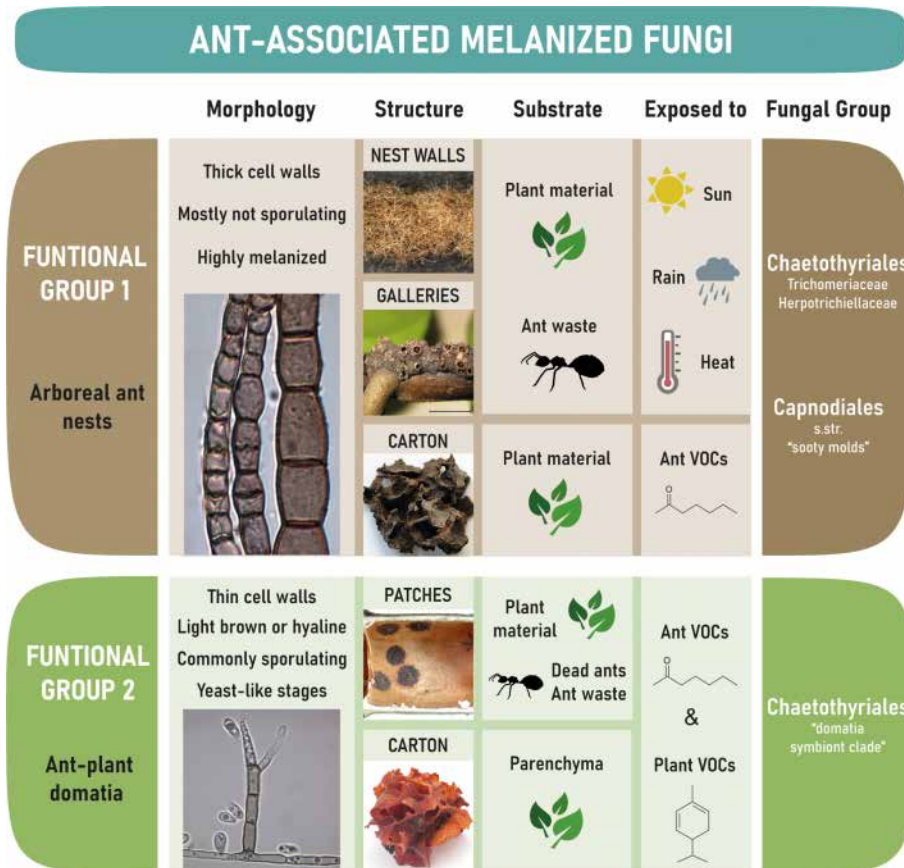 ANT-ASSOCIATED MELANIZED FUNGI
Morphology
Structure
Substrate
Exposed to
Fungal Group
FUNTIONAL
GROUP 1
Arboreal ant
nests
Thick cell walls
Mostly not sporulating
Highly melanized
NEST WALLS
GALLERIES
CARTON
Plant material
Ant waste
Plant material
Sun
Rain
Heat
Ant VOCs
O
Chaetothyriales
Trichomeriaceae
Herpotrichiellaceae
Capnodiales
s.str.
"sooty molds"
FUNTIONAL
GROUP 2
Ant-plant
domatia
Thin cell walls
Light brown or hyaline
Commonly sporulating
Yeast-like stages
PATCHES
CARTON
Plant
material
Dead ants
Ant waste
Parenchyma
Ant VOCs
O
&
Plant VOCs
Chaetothyriales
"domatia
symbiont clade"